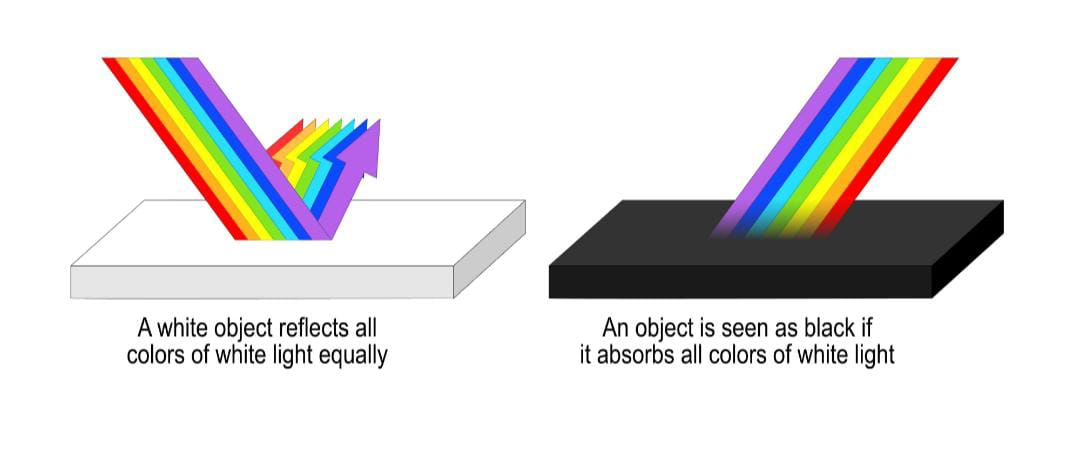 A white object reflects all
colors of white light equally
An object is seen as black if
it absorbs all colors of white light